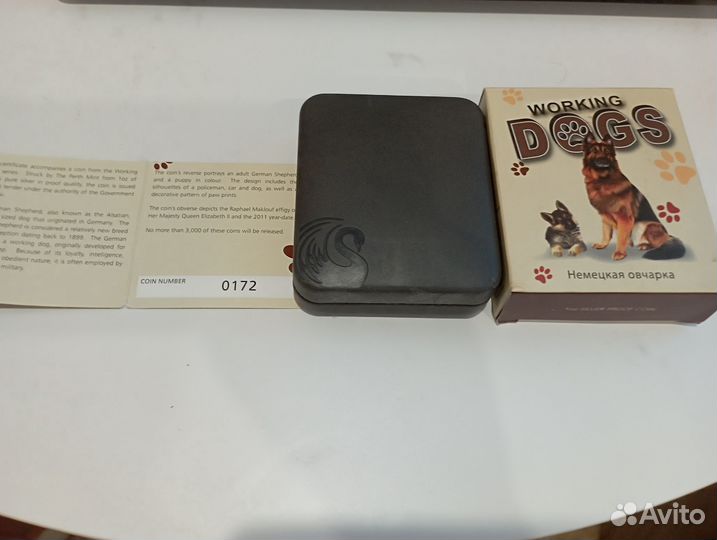 certificate accompanies a coin from the Working
series. Struck by The Perth Mint from 1oz of
pure silver in proof quality, the coin is issued
tender under the authority of the Government
Shepherd, also known as the Alsatian,
sized dog that originated in Germany. The
Shepherd is considered a relatively new breed
dating back to 1899. The German
a working dog, originally developed for
Because of its loyalty, intelligence,
obedient nature, it is often employed by
military.
The coin's reverse portrays an adult German Shepherd
and a puppy in colour. The design includes the
silhouettes of a policeman, car and dog, as well as
decorative pattern of paw prints.
The coin's obverse depicts the Raphael Maklouf effigy of
Her Majesty Queen Elizabeth II and the 2011 year-date
No more than 3,000 of these coins will be released.
COIN NUMBER 0172
WORKING
DOGS
Немецкая овчарка
Avito